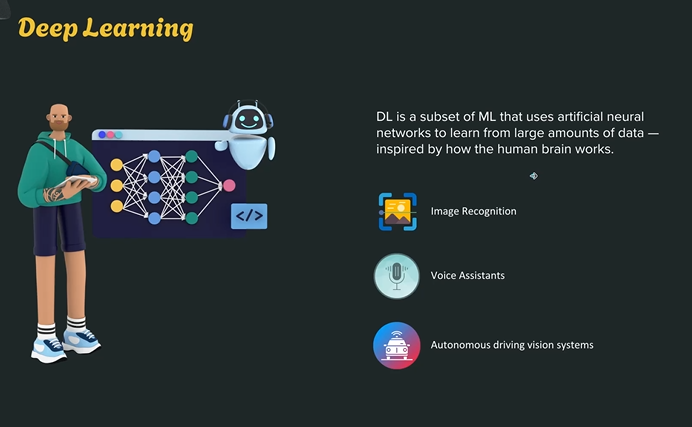 Deep Learning
DL is a subset of ML that uses artificial neural
networks to learn from large amounts of data —
inspired by how the human brain works.
</>
Image Recognition
Voice Assistants
Autonomous driving vision systems